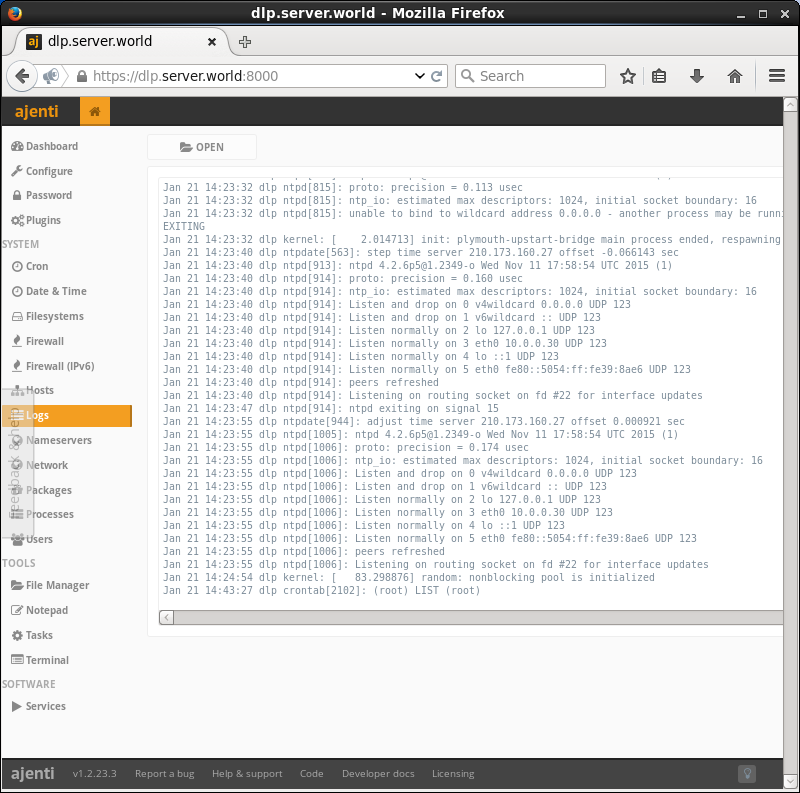 dlp.server.world - Mozilla Firefox
aj dlp.server.world
https://dlp.server.world:8000
Search
ajenti
Dashboard
Configure
Password
Plugins
SYSTEM
Cron
Date & Time
Filesystems
Firewall
Firewall (IPv6)
Hosts
Logs
Nameservers
Network
Packages
Processes
Users
TOOLS
File Manager
Notepad
Tasks
Terminal
SOFTWARE
Services
Feedback & help
OPEN
Jan 21 14:23:32 dlp ntpd[815]: proto: precision = 0.113 usec
Jan 21 14:23:32 dlp ntpd[815]: ntp_io: estimated max descriptors: 1024, initial socket boundary: 16
Jan 21 14:23:32 dlp ntpd[815]: unable to bind to wildcard address 0.0.0.0 - another process may be runni
EXITING
Jan 21 14:23:32 dlp kernel: [    2.014713] init: plymouth-upstart-bridge main process ended, respawning
Jan 21 14:23:40 dlp ntpdate[563]: step time server 210.173.160.27 offset -0.066143 sec
Jan 21 14:23:40 dlp ntpd[913]: ntpd 4.2.6p5@1.2349-o Wed Nov 11 17:58:54 UTC 2015 (1)
Jan 21 14:23:40 dlp ntpd[914]: proto: precision = 0.160 usec
Jan 21 14:23:40 dlp ntpd[914]: ntp_io: estimated max descriptors: 1024, initial socket boundary: 16
Jan 21 14:23:40 dlp ntpd[914]: Listen and drop on 0 v4wildcard 0.0.0.0 UDP 123
Jan 21 14:23:40 dlp ntpd[914]: Listen and drop on 1 v6wildcard :: UDP 123
Jan 21 14:23:40 dlp ntpd[914]: Listen normally on 2 lo 127.0.0.1 UDP 123
Jan 21 14:23:40 dlp ntpd[914]: Listen normally on 3 eth0 10.0.0.30 UDP 123
Jan 21 14:23:40 dlp ntpd[914]: Listen normally on 4 lo ::1 UDP 123
Jan 21 14:23:40 dlp ntpd[914]: Listen normally on 5 eth0 fe80::5054:ff:fe39:8ae6 UDP 123
Jan 21 14:23:40 dlp ntpd[914]: peers refreshed
Jan 21 14:23:40 dlp ntpd[914]: Listening on routing socket on fd #22 for interface updates
Jan 21 14:23:47 dlp ntpd[914]: ntpd exiting on signal 15
Jan 21 14:23:55 dlp ntpdate[944]: adjust time server 210.173.160.27 offset 0.000921 sec
Jan 21 14:23:55 dlp ntpd[1005]: ntpd 4.2.6p5@1.2349-o Wed Nov 11 17:58:54 UTC 2015 (1)
Jan 21 14:23:55 dlp ntpd[1006]: proto: precision = 0.174 usec
Jan 21 14:23:55 dlp ntpd[1006]: ntp_io: estimated max descriptors: 1024, initial socket boundary: 16
Jan 21 14:23:55 dlp ntpd[1006]: Listen and drop on 0 v4wildcard 0.0.0.0 UDP 123
Jan 21 14:23:55 dlp ntpd[1006]: Listen and drop on 1 v6wildcard :: UDP 123
Jan 21 14:23:55 dlp ntpd[1006]: Listen normally on 2 lo 127.0.0.1 UDP 123
Jan 21 14:23:55 dlp ntpd[1006]: Listen normally on 3 eth0 10.0.0.30 UDP 123
Jan 21 14:23:55 dlp ntpd[1006]: Listen normally on 4 lo ::1 UDP 123
Jan 21 14:23:55 dlp ntpd[1006]: Listen normally on 5 eth0 fe80::5054:ff:fe39:8ae6 UDP 123
Jan 21 14:23:55 dlp ntpd[1006]: peers refreshed
Jan 21 14:23:55 dlp ntpd[1006]: Listening on routing socket on fd #22 for interface updates
Jan 21 14:24:54 dlp kernel: [   83.298876] random: nonblocking pool is initialized
Jan 21 14:43:27 dlp crontab[2102]: (root) LIST (root)
ajenti v1.2.23.3 Report a bug Help & support Code Developer docs Licensing